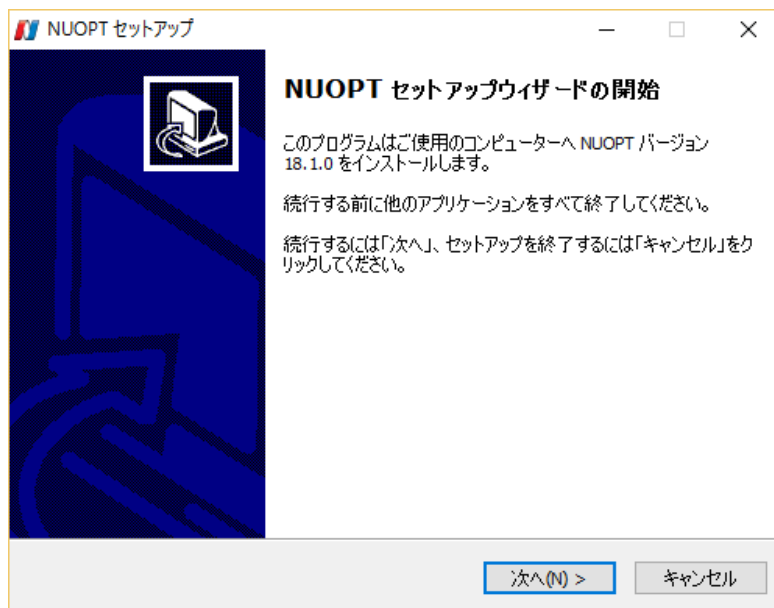 NUOPT セットアップ
NUOPT セットアップウィザードの開始
このプログラムはご使用のコンピューターへ NUOPT バージョン
18.1.0 をインストールします。
続行する前に他のアプリケーションをすべて終了してください。
続行するには「次へ」、セットアップを終了するには「キャンセル」をク
リックしてください。
次へ(N) >
キャンセル